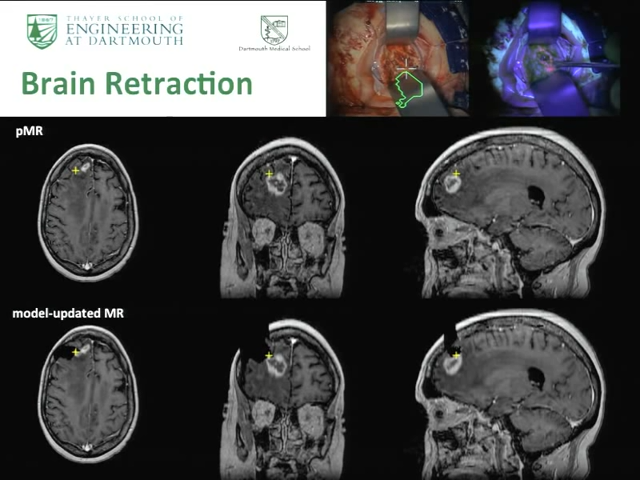 THAYER SCHOOL OF
ENGINEERING
AT DARTMOUTH
Dartmouth Medical School
Brain Retraction
pMR
model-updated MR